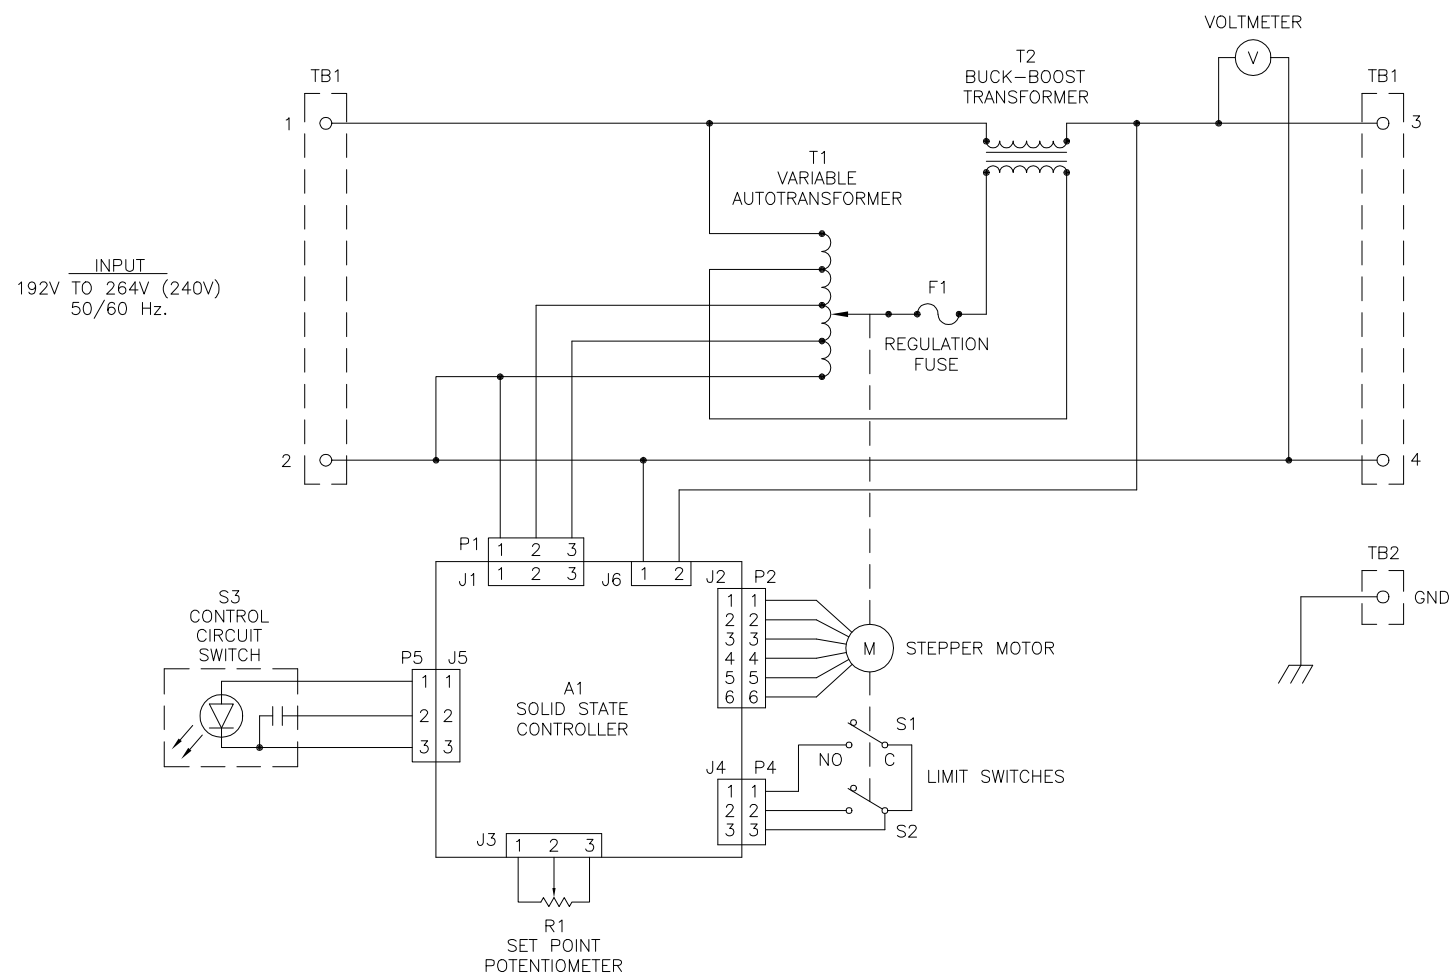 VOLTMETER
V
T2
BUCK-BOOST
TRANSFORMER
TB1
TB1
1
3
T1
VARIABLE
AUTOTRANSFORMER
INPUT
192V TO 264V (240V)
50/60 Hz.
F1
REGULATION
FUSE
2
4
P1
1 2 3
J1
1 2 3
J6
1 2
J2 P2
1 1
2 2
3 3
4 4
5 5
6 6
M
STEPPER MOTOR
TB2
GND
S3
CONTROL
CIRCUIT
SWITCH
P5 J5
1 1
2 2
3 3
A1
SOLID STATE
CONTROLLER
S1
NO C
LIMIT SWITCHES
J4 P4
1 1
2 2
3 3
S2
J3
1 2 3
R1
SET POINT
POTENTIOMETER